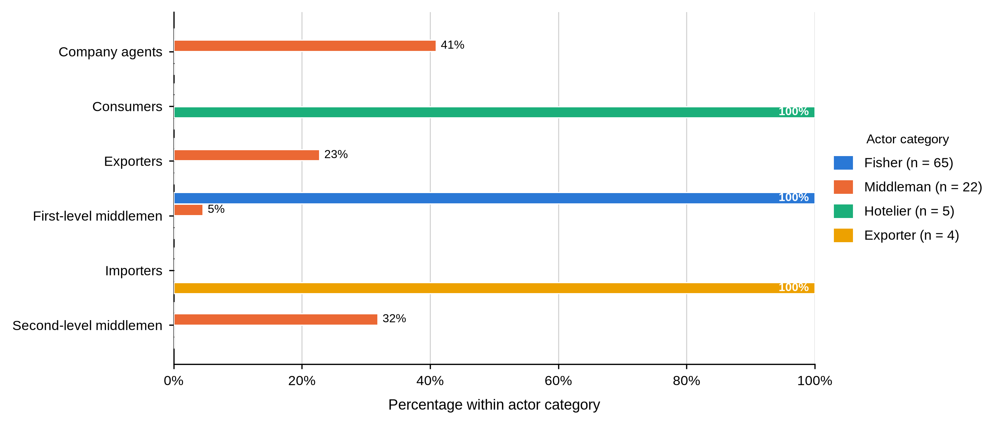 Company agents
41%
Consumers
100%
Exporters
23%
First-level middlemen
100%
5%
Importers
100%
Second-level middlemen
32%
0%
20%
40%
60%
80%
100%
Percentage within actor category
Actor category
Fisher (n = 65)
Middleman (n = 22)
Hotelier (n = 5)
Exporter (n = 4)